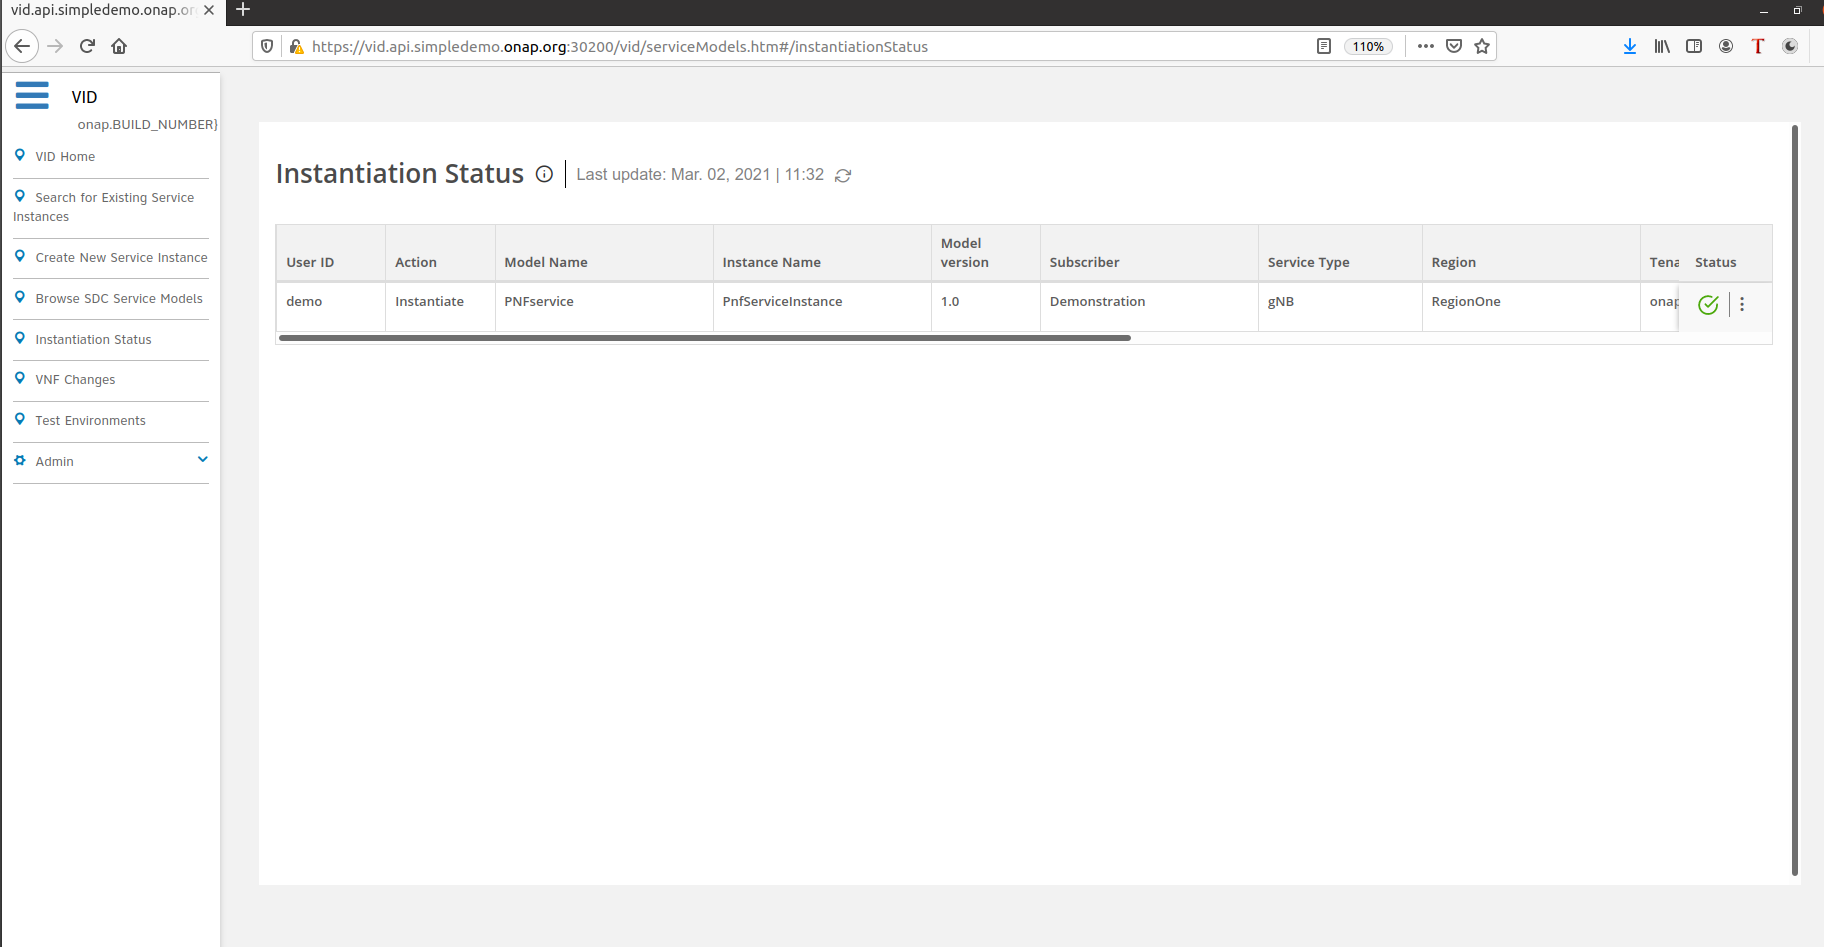 vid.api.simpledemo.onap.or
https://vid.api.simpledemo.onap.org:30200/vid/serviceModels.htm#/instantiationStatus
110%
T
VID
onap.BUILD_NUMBER}
VID Home
Search for Existing Service
Instances
Create New Service Instance
Browse SDC Service Models
Instantiation Status
VNF Changes
Test Environments
Admin
Instantiation Status
Last update: Mar. 02, 2021 | 11:32
User ID Action Model Name Instance Name Model version Subscriber Service Type Region Tena Status
demo Instantiate PNFservice PnfServiceInstance 1.0 Demonstration gNB RegionOne onap